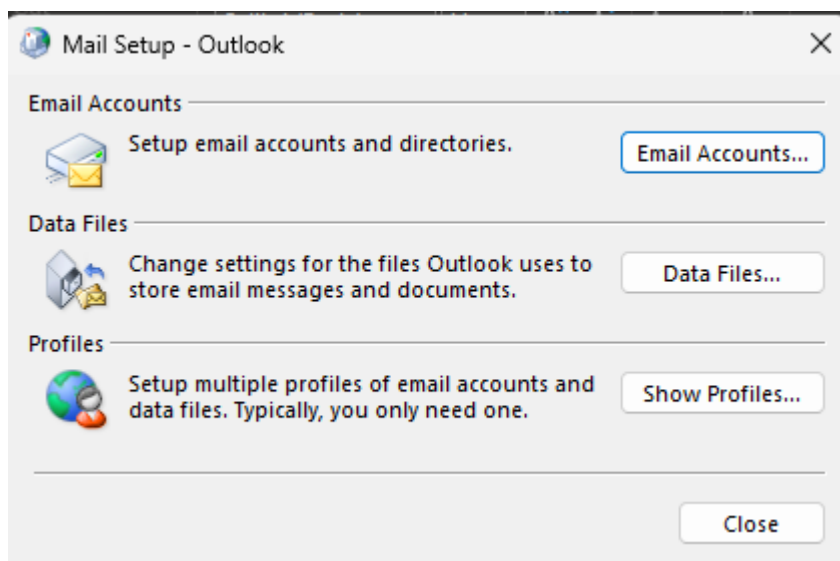 Mail Setup - Outlook
Email Accounts
Setup email accounts and directories.
Email Accounts...
Data Files
Change settings for the files Outlook uses to
store email messages and documents.
Data Files...
Profiles
Setup multiple profiles of email accounts and
data files. Typically, you only need one.
Show Profiles...
Close